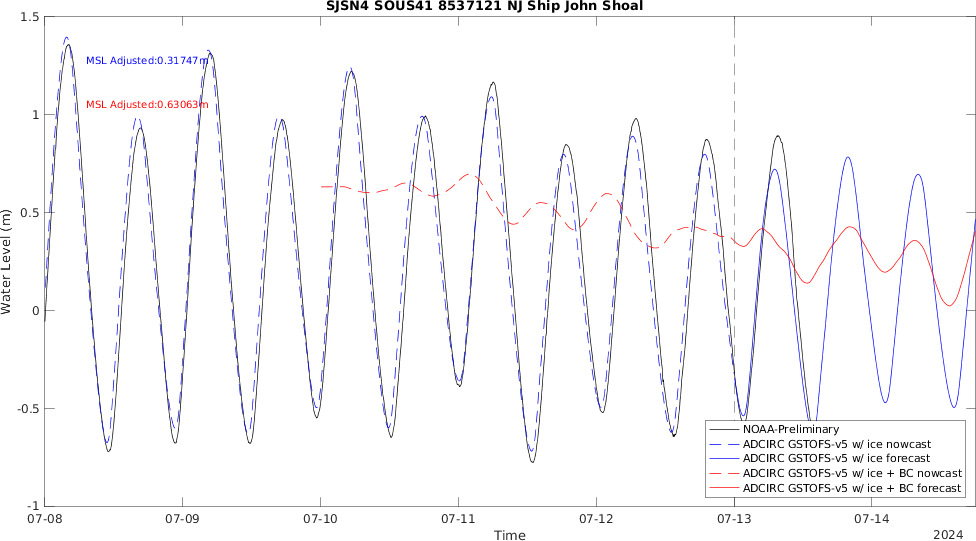 SJSN4 SOUS41 8537121 NJ Ship John Shoal
1.5
MSL Adjusted:0.31747m
MSL Adjusted:0.63063m
1
0.5
Water Level (m)
0
-0.5
NOAA-Preliminary
ADCIRC GSTOFS-v5 w/ ice nowcast
ADCIRC GSTOFS-v5 w/ ice forecast
ADCIRC GSTOFS-v5 w/ ice + BC nowcast
ADCIRC GSTOFS-v5 w/ ice + BC forecast
-1
07-08 07-09 07-10 07-11 07-12 07-13 07-14
Time
2024